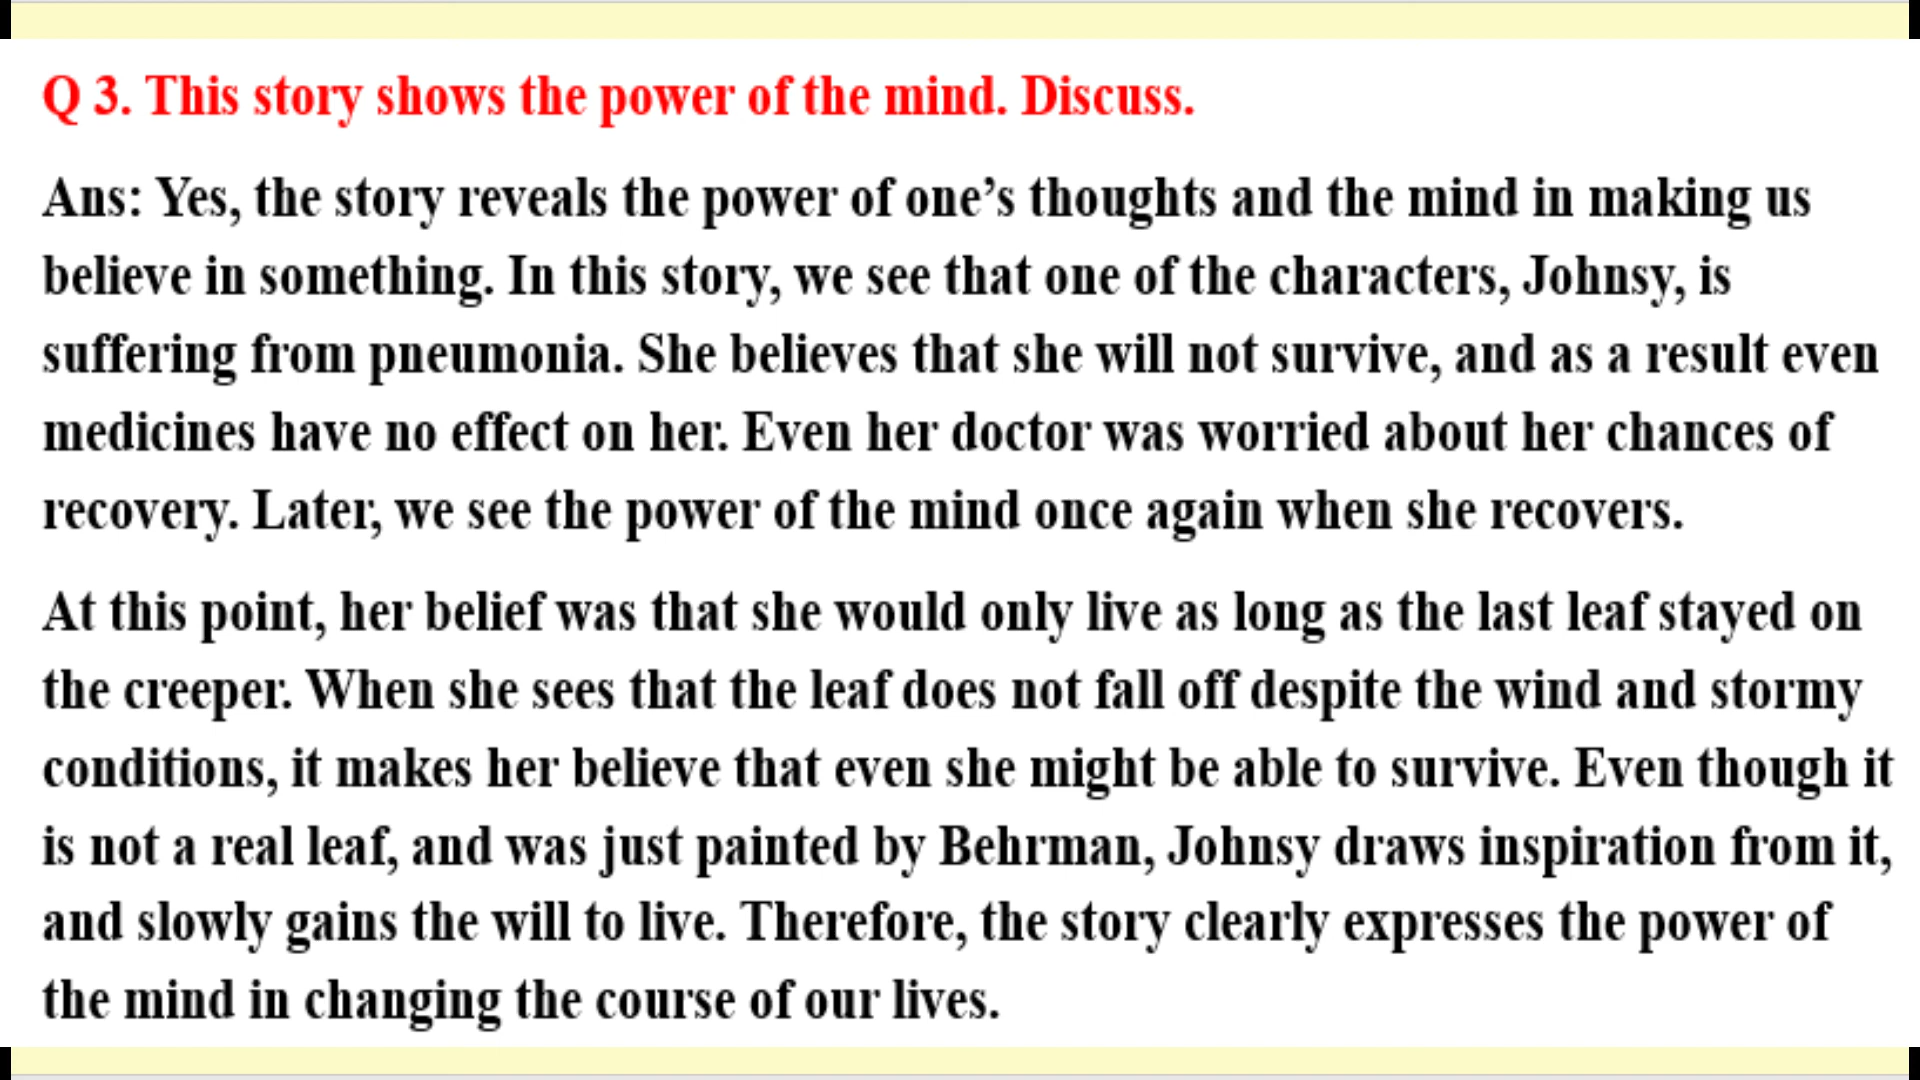 Q 3. This story shows the power of the mind. Discuss.
Ans: Yes, the story reveals the power of one’s thoughts and the mind in making us
believe in something. In this story, we see that one of the characters, Johnsy, is
suffering from pneumonia. She believes that she will not survive, and as a result even
medicines have no effect on her. Even her doctor was worried about her chances of
recovery. Later, we see the power of the mind once again when she recovers.
At this point, her belief was that she would only live as long as the last leaf stayed on
the creeper. When she sees that the leaf does not fall off despite the wind and stormy
conditions, it makes her believe that even she might be able to survive. Even though it
is not a real leaf, and was just painted by Behrman, Johnsy draws inspiration from it,
and slowly gains the will to live. Therefore, the story clearly expresses the power of
the mind in changing the course of our lives.